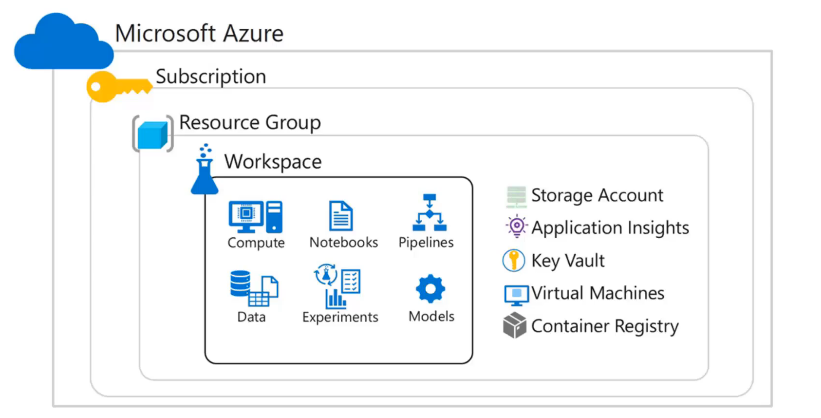 Microsoft Azure
Subscription
Resource Group
Workspace
Compute
Notebooks
Pipelines
Data
Experiments
Models
Storage Account
Application Insights
Key Vault
Virtual Machines
Container Registry